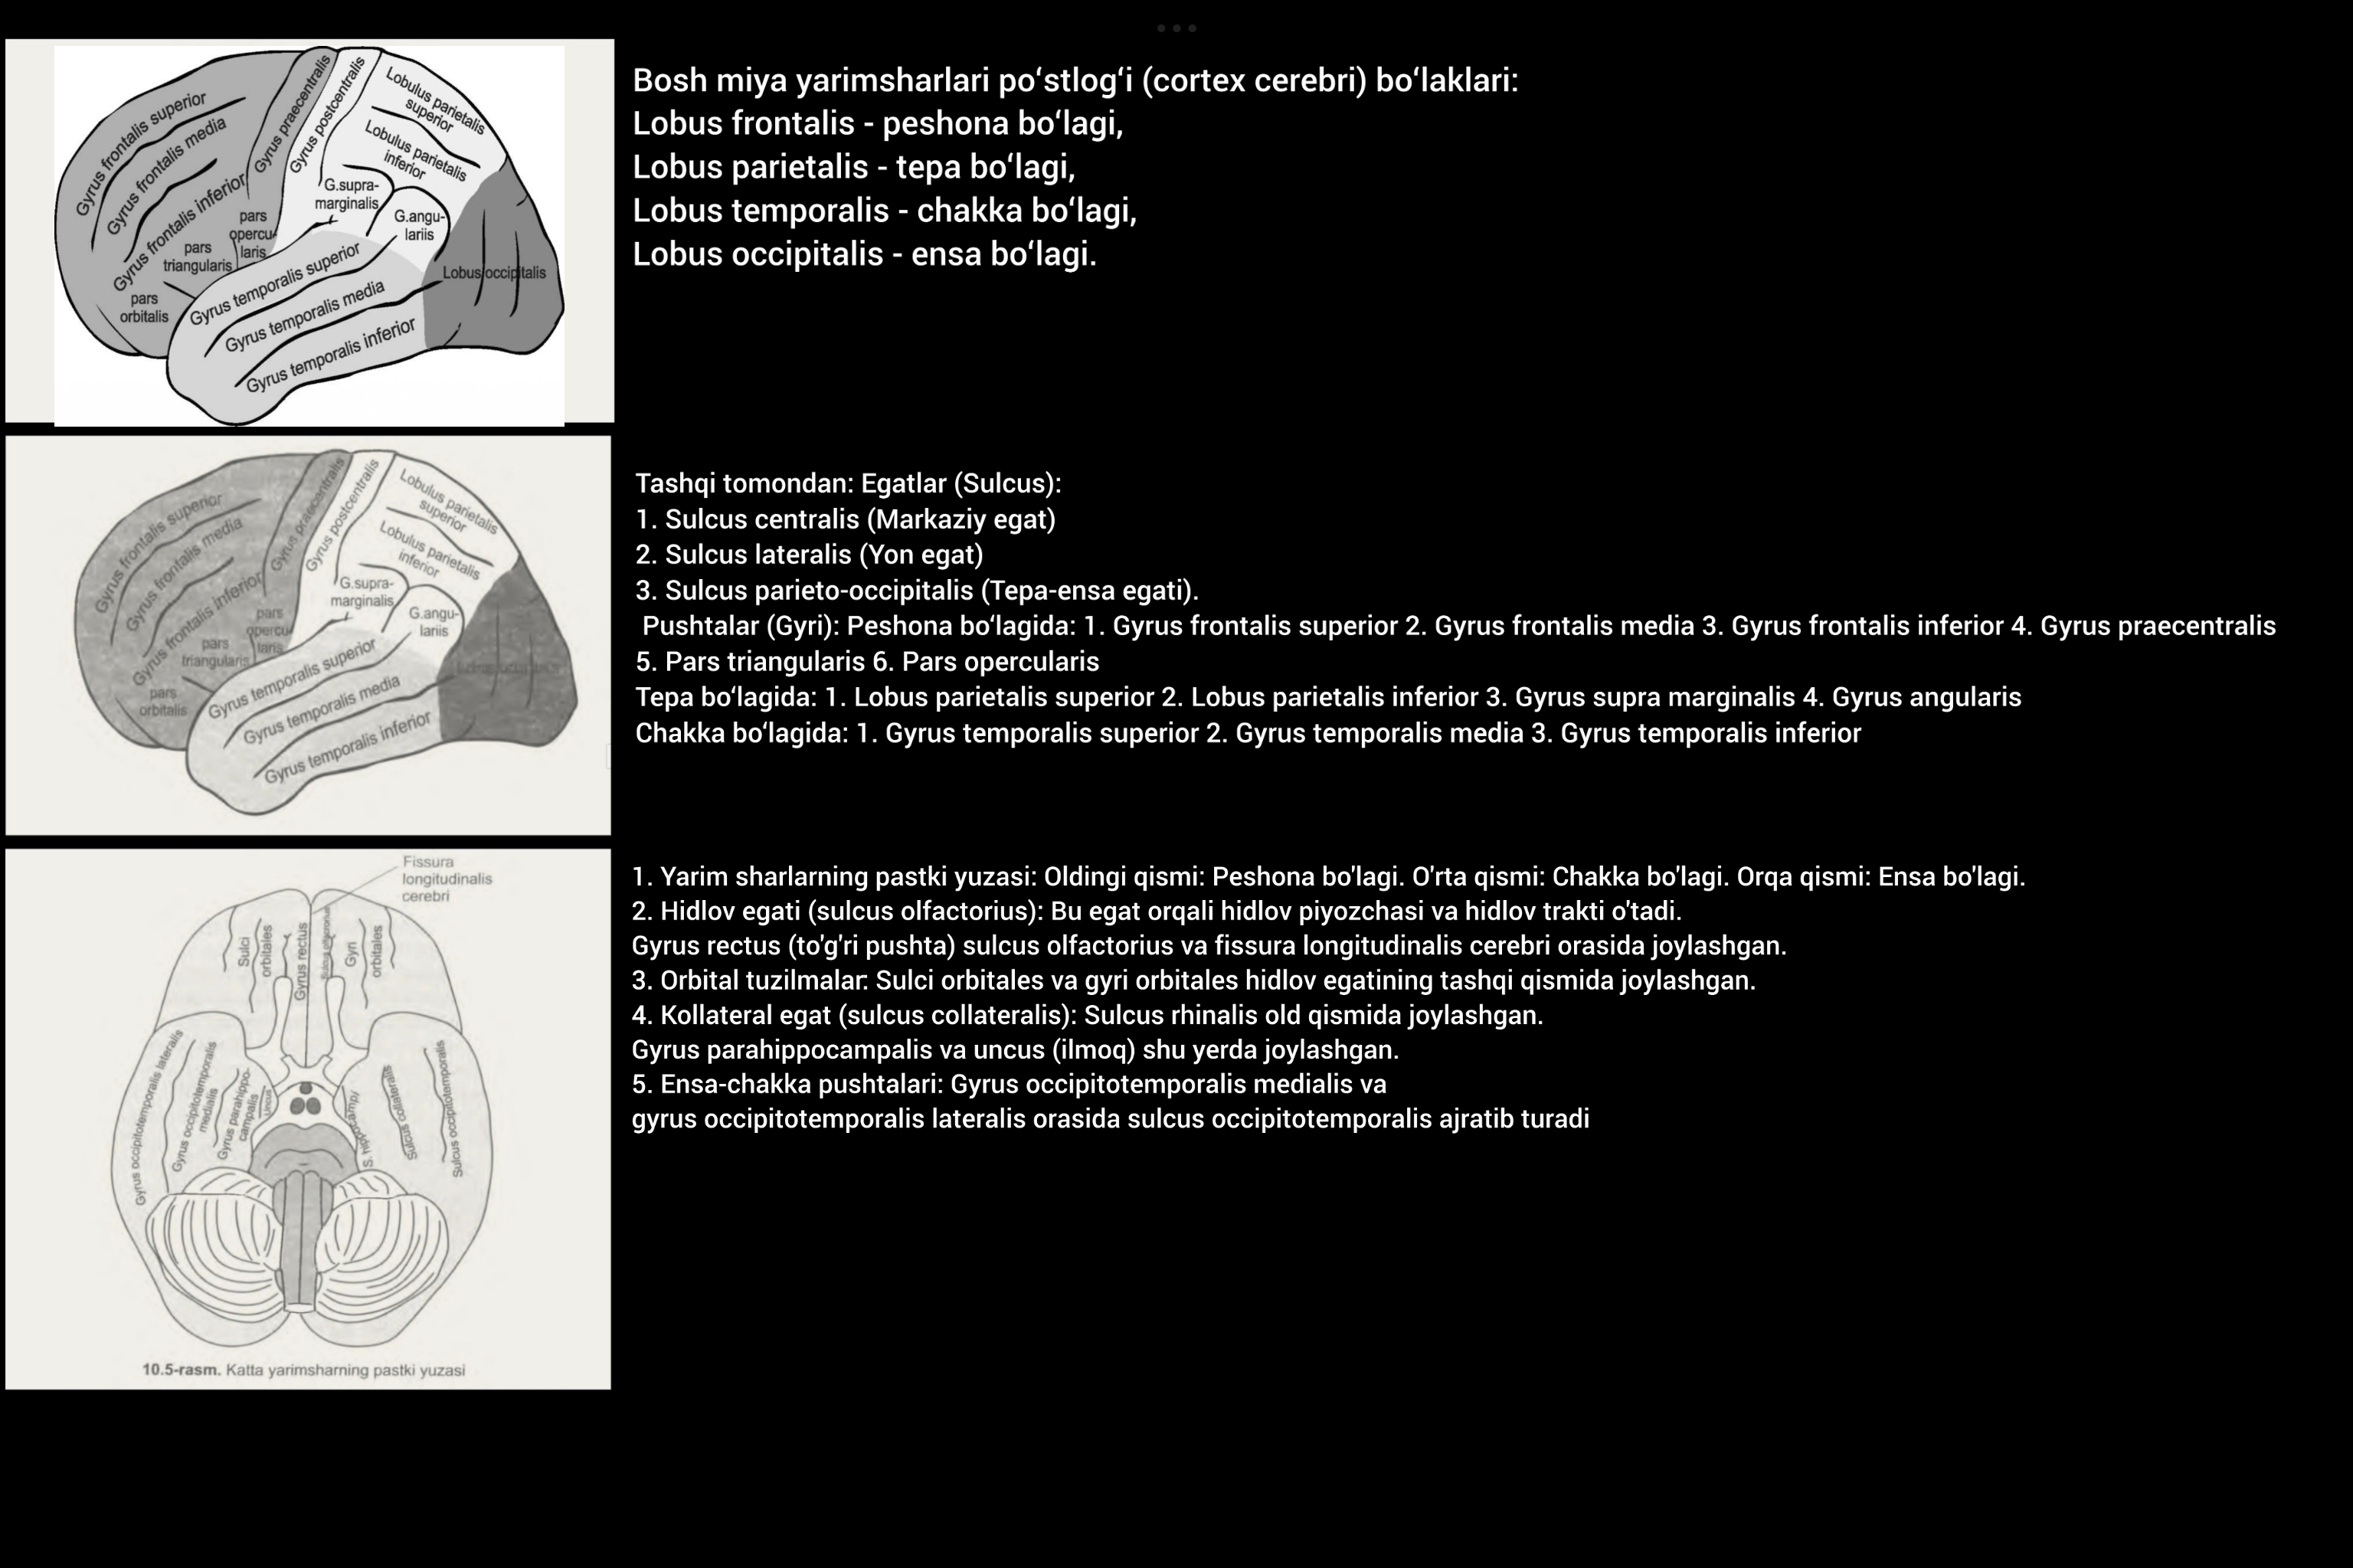 Gyrus frontalis superior
Gyrus frontalis media
Gyrus frontalis inferior
Gyrus praecentralis
Gyrus postcentralis
Lobulus parietalis
superior
Lobulus parietalis
inferior
G.supra-
marginalis
G.angu-
lariis
pars
opercu-
laris
pars
triangularis
pars
orbitalis
Gyrus temporalis superior
Gyrus temporalis media
Gyrus temporalis inferior
Lobus occipitalis
Bosh miya yarimsharlari po‘stlog‘i (cortex cerebri) bo‘laklari:
Lobus frontalis - peshona bo‘lagi,
Lobus parietalis - tepa bo‘lagi,
Lobus temporalis - chakka bo‘lagi,
Lobus occipitalis - ensa bo‘lagi.
Gyrus frontalis superior
Gyrus frontalis media
Gyrus frontalis inferior
Gyrus praecentralis
Gyrus postcentralis
Lobulus parietalis
superior
Lobulus parietalis
inferior
G.supra-
marginalis
G.angu-
lariis
pars
opercu-
laris
pars
triangularis
pars
orbitalis
Gyrus temporalis superior
Gyrus temporalis media
Gyrus temporalis inferior
Tashqi tomondan: Egatlar (Sulcus):
1. Sulcus centralis (Markaziy egat)
2. Sulcus lateralis (Yon egat)
3. Sulcus parieto-occipitalis (Tepa-ensa egati).
Pushtalar (Gyri): Peshona bo‘lagida: 1. Gyrus frontalis superior 2. Gyrus frontalis media 3. Gyrus frontalis inferior 4. Gyrus praecentralis
5. Pars triangularis 6. Pars opercularis
Tepa bo‘lagida: 1. Lobus parietalis superior 2. Lobus parietalis inferior 3. Gyrus supra marginalis 4. Gyrus angularis
Chakka bo‘lagida: 1. Gyrus temporalis superior 2. Gyrus temporalis media 3. Gyrus temporalis inferior
Fissura
longitudinalis
cerebri
Sulci
orbitales
Gyrus rectus
Sulcus olfactorius
Gyri
orbitales
Gyrus occipitotemporalis lateralis
Gyrus occipitotemporalis
medialis
Gyrus parahippo-
campalis
Uncus
S. hippocampi
Sulcus collateralis
Sulcus occipitotemporalis
10.5-rasm. Katta yarimsharning pastki yuzasi
1. Yarim sharlarning pastki yuzasi: Oldingi qismi: Peshona bo'lagi. O'rta qismi: Chakka bo'lagi. Orqa qismi: Ensa bo'lagi.
2. Hidlov egati (sulcus olfactorius): Bu egat orqali hidlov piyozchasi va hidlov trakti o'tadi.
Gyrus rectus (to'g'ri pushta) sulcus olfactorius va fissura longitudinalis cerebri orasida joylashgan.
3. Orbital tuzilmalar: Sulci orbitales va gyri orbitales hidlov egatining tashqi qismida joylashgan.
4. Kollateral egat (sulcus collateralis): Sulcus rhinalis old qismida joylashgan.
Gyrus parahippocampalis va uncus (ilmoq) shu yerda joylashgan.
5. Ensa-chakka pushtalari: Gyrus occipitotemporalis medialis va
gyrus occipitotemporalis lateralis orasida sulcus occipitotemporalis ajratib turadi